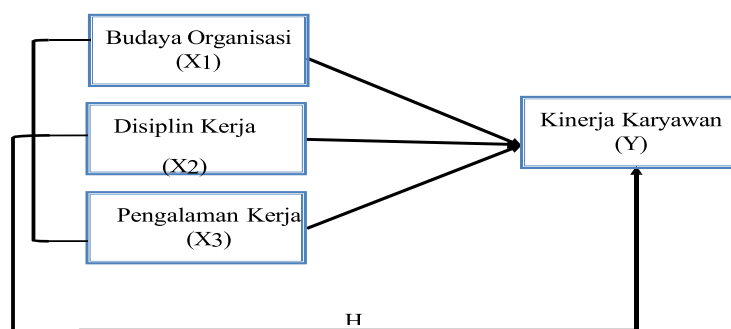 Budaya Organisasi
(X1)
Disiplin Kerja
(X2)
Kinerja Karyawan
(Y)
Pengalaman Kerja
(X3)
H